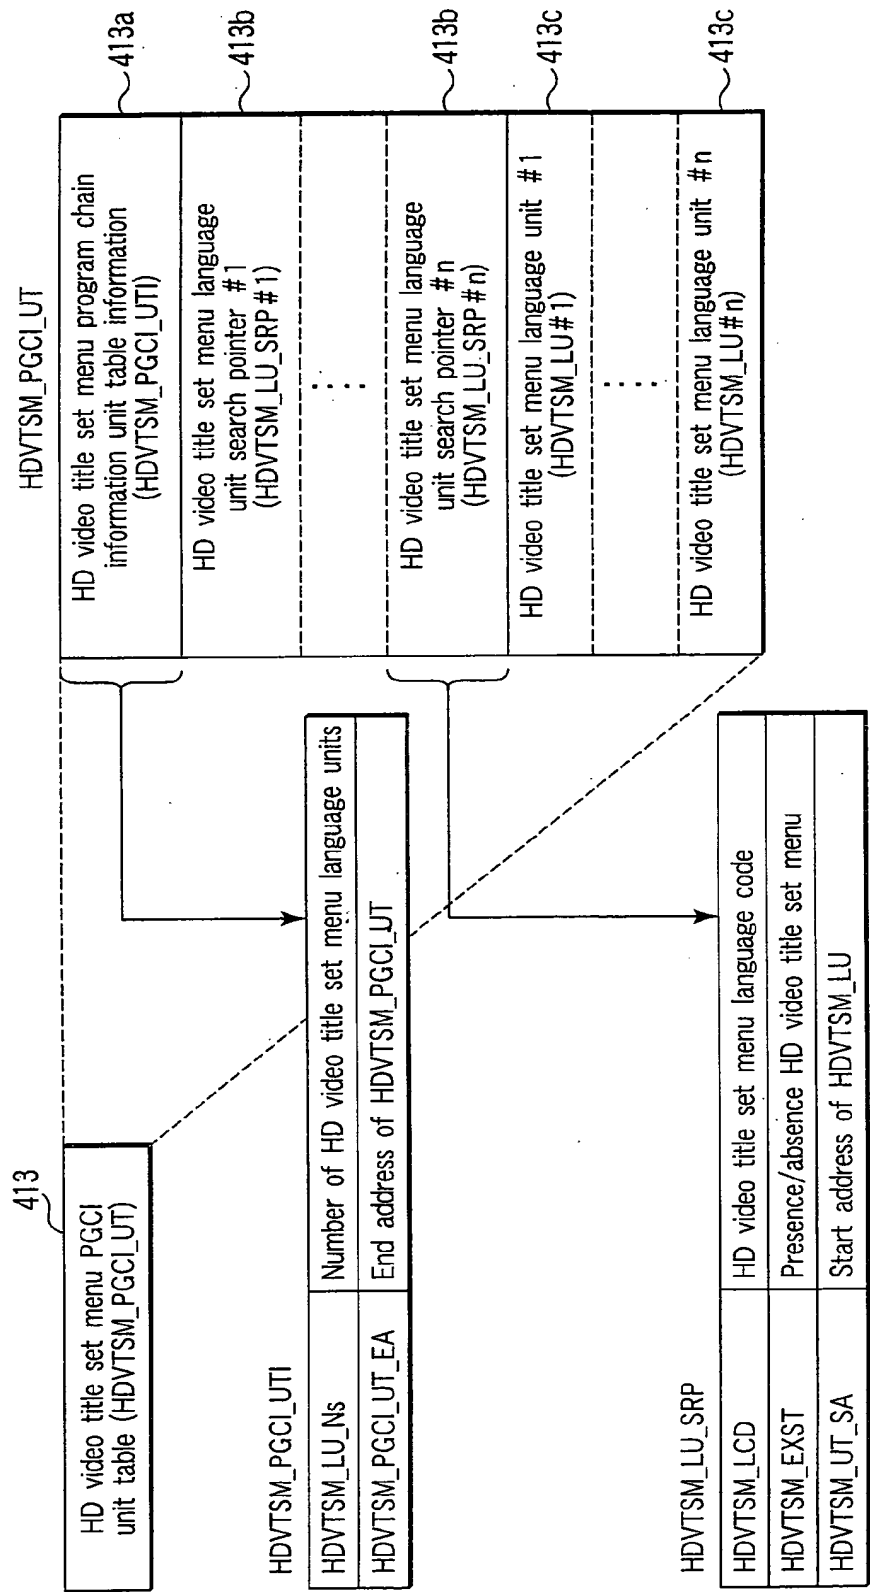 413
HD video title set menu PGCI
unit table (HDVTSM_PGCI_UT)
HDVTSM_PGCI_UT
HD video title set menu program chain
information unit table information
(HDVTSM_PGCI_UTI)
413a
HD video title set menu language
unit search pointer #1
(HDVTSM_LU_SRP#1)
413b
HD video title set menu language
unit search pointer #n
(HDVTSM_LU_SRP#n)
413b
HD video title set menu language unit #1
(HDVTSM_LU#1)
413c
HD video title set menu language unit #n
(HDVTSM_LU#n)
413c
HDVTSM_PGCI_UTI
HDVTSM_LU_Ns Number of HD video title set menu language units
HDVTSM_PGCI_UT_EA End address of HDVTSM_PGCI_UT
HDVTSM_LU_SRP
HDVTSM_LCD HD video title set menu language code
HDVTSM_EXST Presence/absence HD video title set menu
HDVTSM_UT_SA Start address of HDVTSM_LU